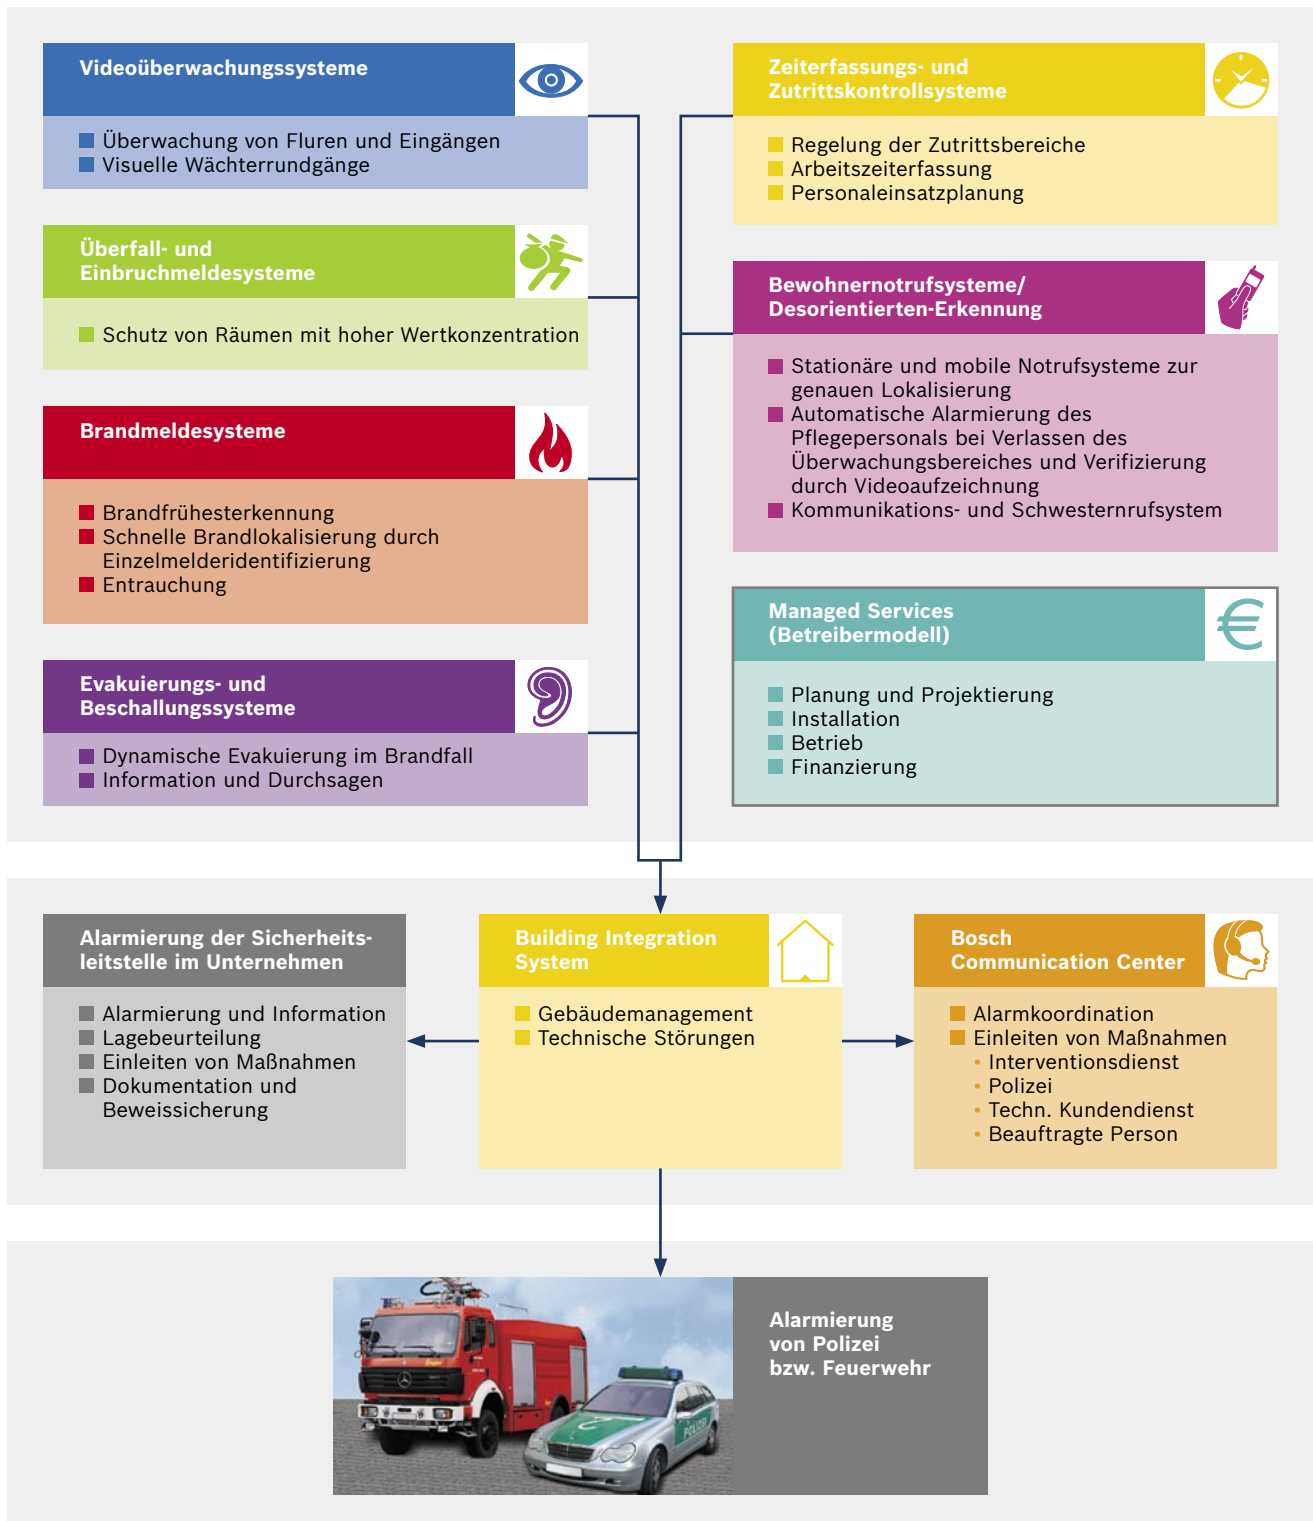 Videoüberwachungssysteme
Überwachung von Fluren und Eingängen
Visuelle Wächterrundgänge
Überfall- und
Einbruchmeldesysteme
Schutz von Räumen mit hoher Wertkonzentration
Brandmeldesysteme
Brandfrühesterkennung
Schnelle Brandlokalisierung durch
Einzelmelderidentifizierung
Entrauchung
Evakuierungs- und
Beschallungssysteme
Dynamische Evakuierung im Brandfall
Information und Durchsagen
Zeiterfassungs- und
Zutrittskontrollsysteme
Regelung der Zutrittsbereiche
Arbeitszeiterfassung
Personaleinsatzplanung
Bewohnernotrufsysteme/
Desorientierten-Erkennung
Stationäre und mobile Notrufsysteme zur
genauen Lokalisierung
Automatische Alarmierung des
Pflegepersonals bei Verlassen des
Überwachungsbereiches und Verifizierung
durch Videoaufzeichnung
Kommunikations- und Schwesternrufsystem
Managed Services
(Betreibermodell)
€
Planung und Projektierung
Installation
Betrieb
Finanzierung
Alarmierung der Sicherheits-
leitstelle im Unternehmen
Alarmierung und Information
Lagebeurteilung
Einleiten von Maßnahmen
Dokumentation und
Beweissicherung
Building Integration
System
Gebäudemanagement
Technische Störungen
Bosch
Communication Center
Alarmkoordination
Einleiten von Maßnahmen
• Interventionsdienst
• Polizei
• Techn. Kundendienst
• Beauftragte Person
POLIZEI
Alarmierung
von Polizei
bzw. Feuerwehr